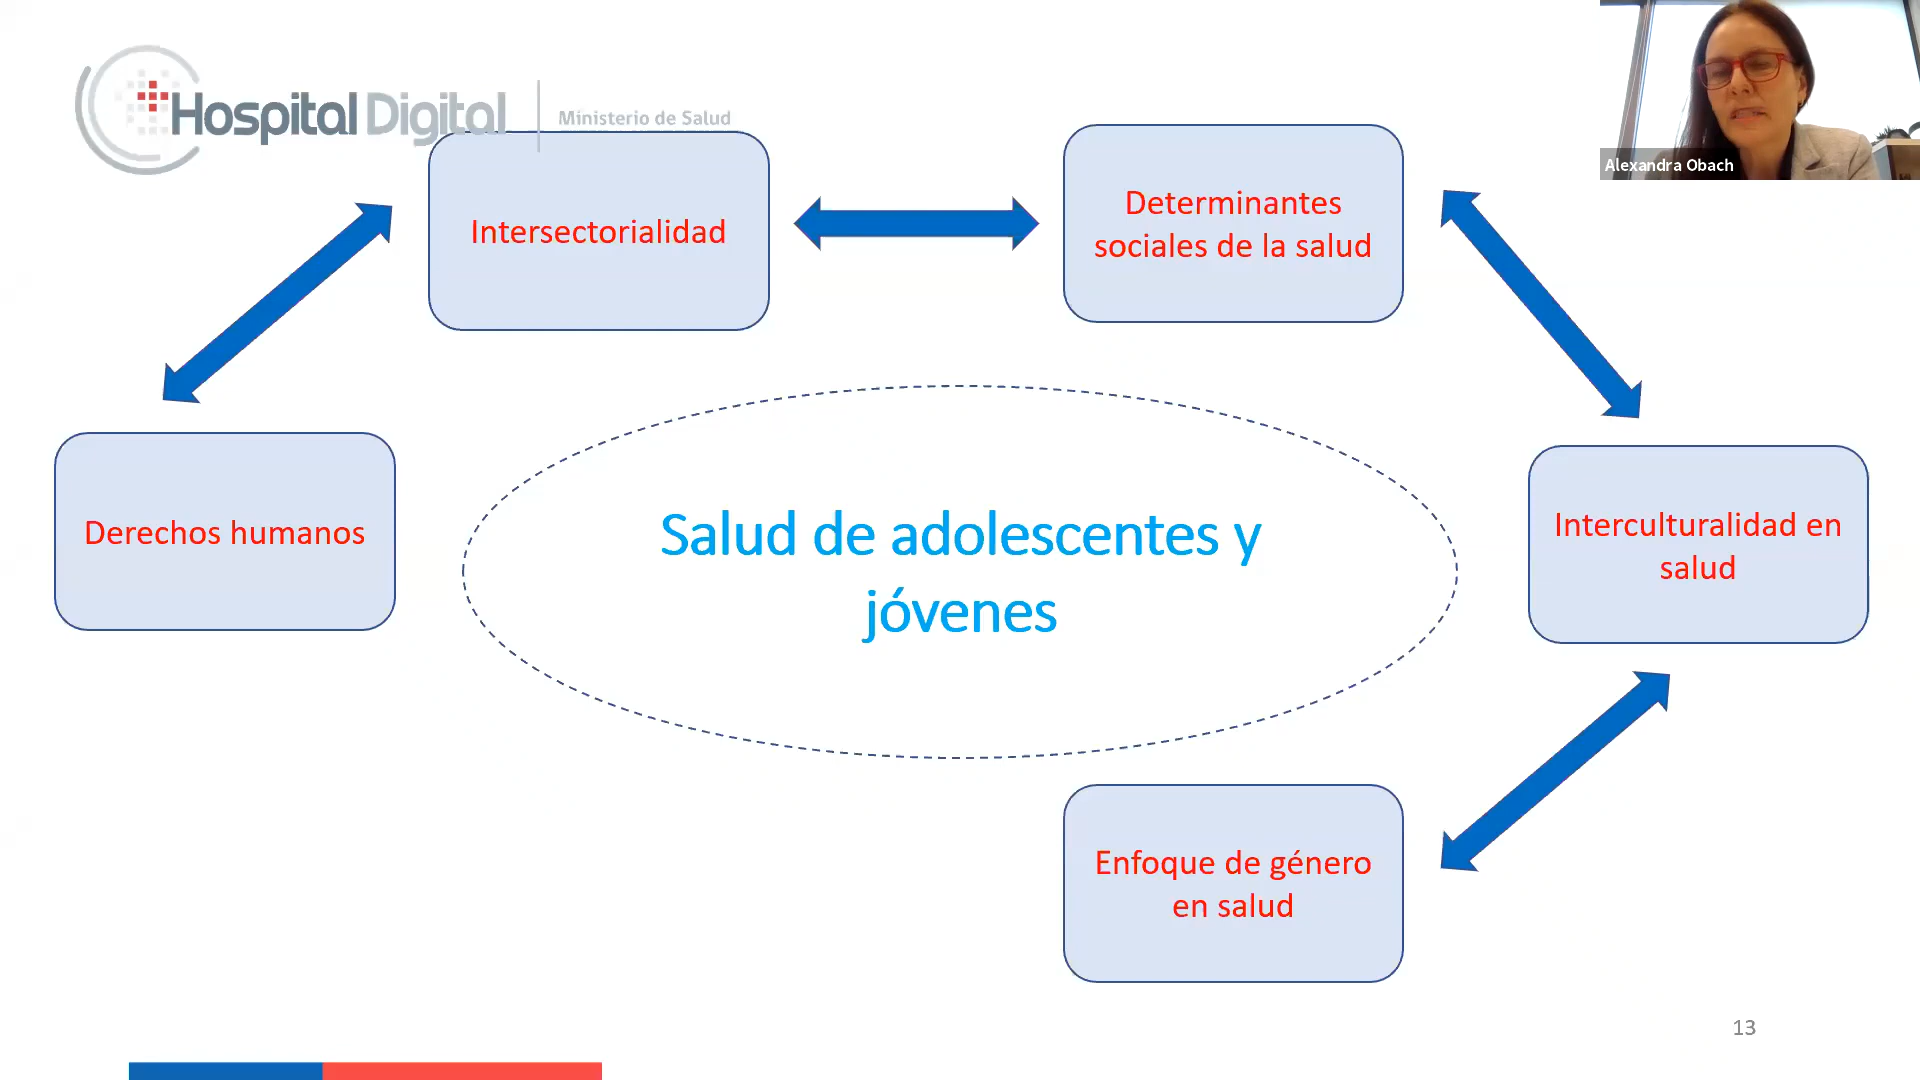 Hospital Digital
Ministerio de Salud
Alexandra Obach
Intersectorialidad
Determinantes
sociales de la salud
Derechos humanos
Salud de adolescentes y
jóvenes
Interculturalidad en
salud
Enfoque de género
en salud
13